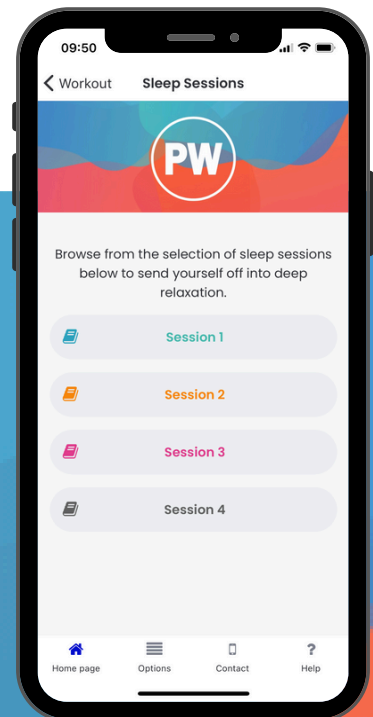 09:50
Workout Sleep Sessions
PW
Browse from the selection of sleep sessions
below to send yourself off into deep
relaxation.
Session 1
Session 2
Session 3
Session 4
Home page Options Contact Help